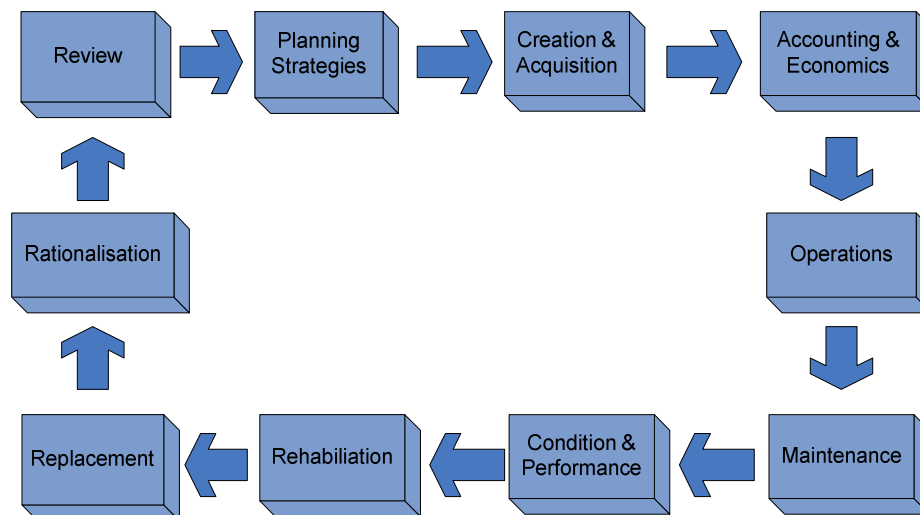 Review
Planning
Strategies
Creation &
Acquisition
Accounting &
Economics
Rationalisation
Operations
Replacement
Rehabiliation
Condition &
Performance
Maintenance